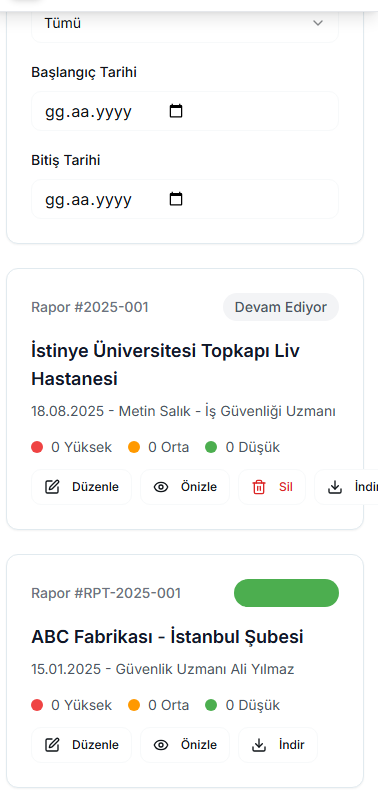 Tümü
Başlangıç Tarihi
gg.aa.yyyy
Bitiş Tarihi
gg.aa.yyyy
Rapor #2025-001 Devam Ediyor
İstinye Üniversitesi Topkapı Liv
Hastanesi
18.08.2025 - Metin Salık - İş Güvenliği Uzmanı
0 Yüksek 0 Orta 0 Düşük
Düzenle Önizle Sil İndir
Rapor #RPT-2025-001
ABC Fabrikası - İstanbul Şubesi
15.01.2025 - Güvenlik Uzmanı Ali Yılmaz
0 Yüksek 0 Orta 0 Düşük
Düzenle Önizle İndir